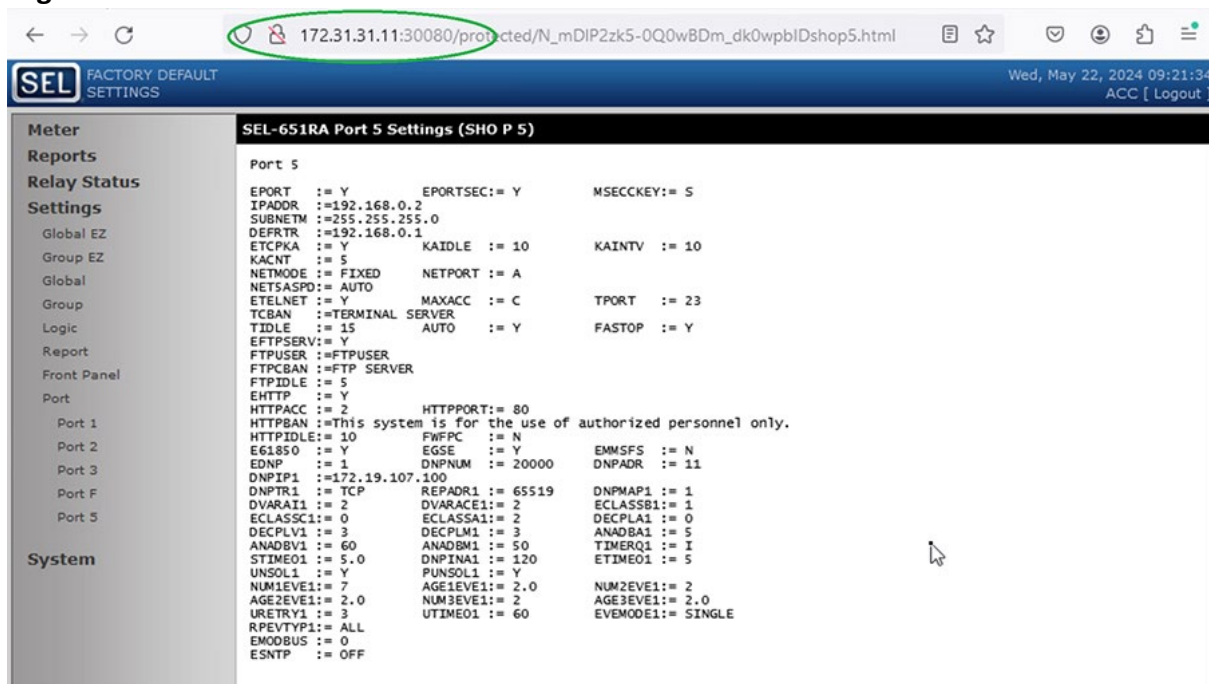 172.31.31.11:30080/protected/N_mDIP2zk5-0Q0wBDm_dk0wpbIDshop5.html
SEL FACTORY DEFAULT SETTINGS
Wed, May 22, 2024 09:21:34
ACC [ Logout ]
Meter
Reports
Relay Status
Settings
Global EZ
Group EZ
Global
Group
Logic
Report
Front Panel
Port
Port 1
Port 2
Port 3
Port F
Port 5
System
SEL-651RA Port 5 Settings (SHO P 5)
Port 5
EPORT := Y EPORTSEC:= Y MSECCKEY:= S
IPADDR :=192.168.0.2
SUBNETM :=255.255.255.0
DEFRTR :=192.168.0.1
ETCPKA := Y KAIDLE := 10 KAINTV := 10
KACNT := 5
NETMODE := FIXED NETPORT := A
NETSASPD:= AUTO
ETELNET := Y MAXACC := C TPORT := 23
TCBAN :=TERMINAL SERVER
TIDLE := 15 AUTO := Y FASTOP := Y
EFTPSERV:= Y
FTPUSER :=FTPUSER
FTPCBAN :=FTP SERVER
FTPIDLE := 5
EHTTP := Y
HTTPACC := 2 HTTPPORT:= 80
HTTPBAN :=This system is for the use of authorized personnel only.
HTTPIDLE:= 10 FWFPC := N
E61850 := Y EGSE := Y EMMSFS := N
EDNP := 1 DNPNUM := 20000 DNPADR := 11
DNPIP1 :=172.19.107.100
DNPTR1 := TCP REPADR1 := 65519 DNPMAP1 := 1
DVARAI1 := 2 DVARACE1:= 2 ECLASSB1:= 1
ECLASSC1:= 0 ECLASSA1:= 2 DECPLA1 := 0
DECPLV1 := 3 DECPLM1 := 3 ANADBA1 := 5
ANADBV1 := 60 ANADBM1 := 50 TIMERQ1 := I
STIMEO1 := 5.0 DNPINA1 := 120 ETIMEO1 := 5
UNSOL1 := Y PUNSOL1 := Y
NUM1EVE1:= 7 AGE1EVE1:= 2.0 NUM2EVE1:= 2
AGE2EVE1:= 2.0 NUM3EVE1:= 2 AGE3EVE1:= 2.0
URETRY1 := 3 UTIMEO1 := 60 EVEMODE1:= SINGLE
RPEVTYP1:= ALL
EMODBUS := 0
ESNTP := OFF